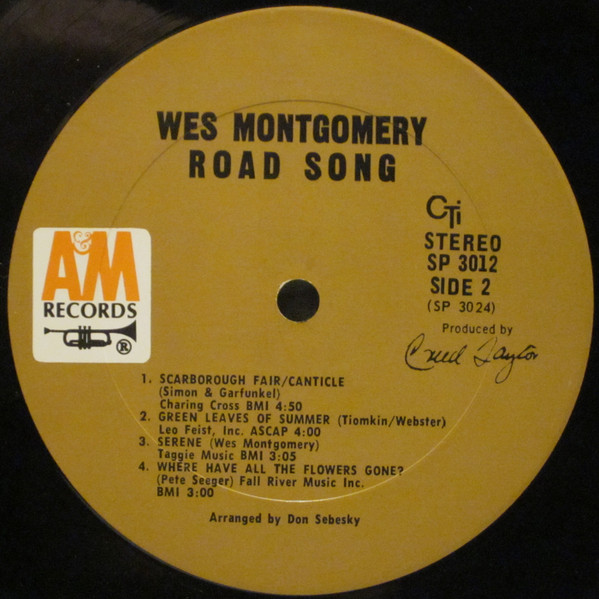 WES MONTGOMERY
ROAD SONG
CTi
STEREO
SP 3012
SIDE 2
(SP 3024)
Produced by
Creed Taylor
A&M
RECORDS
®
1. SCARBOROUGH FAIR/CANTICLE
(Simon & Garfunkel)
Charing Cross BMI 4:50
2. GREEN LEAVES OF SUMMER (Tiomkin/Webster)
Leo Feist, Inc. ASCAP 4:00
3. SERENE (Wes Montgomery)
Taggie Music BMI 3:05
4. WHERE HAVE ALL THE FLOWERS GONE?
(Pete Seeger) Fall River Music Inc.
BMI 3:00
Arranged by Don Sebesky